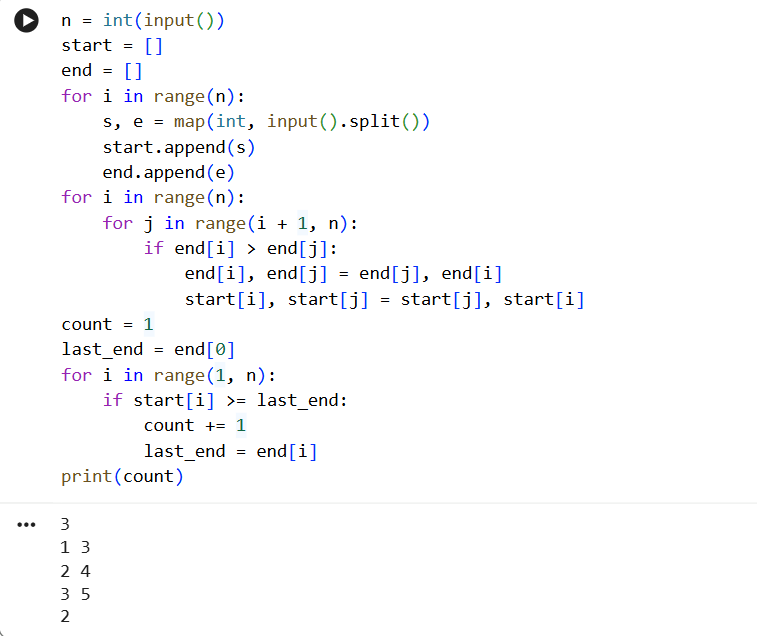 n = int(input())
start = []
end = []
for i in range(n):
    s, e = map(int, input().split())
    start.append(s)
    end.append(e)
for i in range(n):
    for j in range(i + 1, n):
        if end[i] > end[j]:
            end[i], end[j] = end[j], end[i]
            start[i], start[j] = start[j], start[i]
count = 1
last_end = end[0]
for i in range(1, n):
    if start[i] >= last_end:
        count += 1
        last_end = end[i]
print(count)
3
1 3
2 4
3 5
2